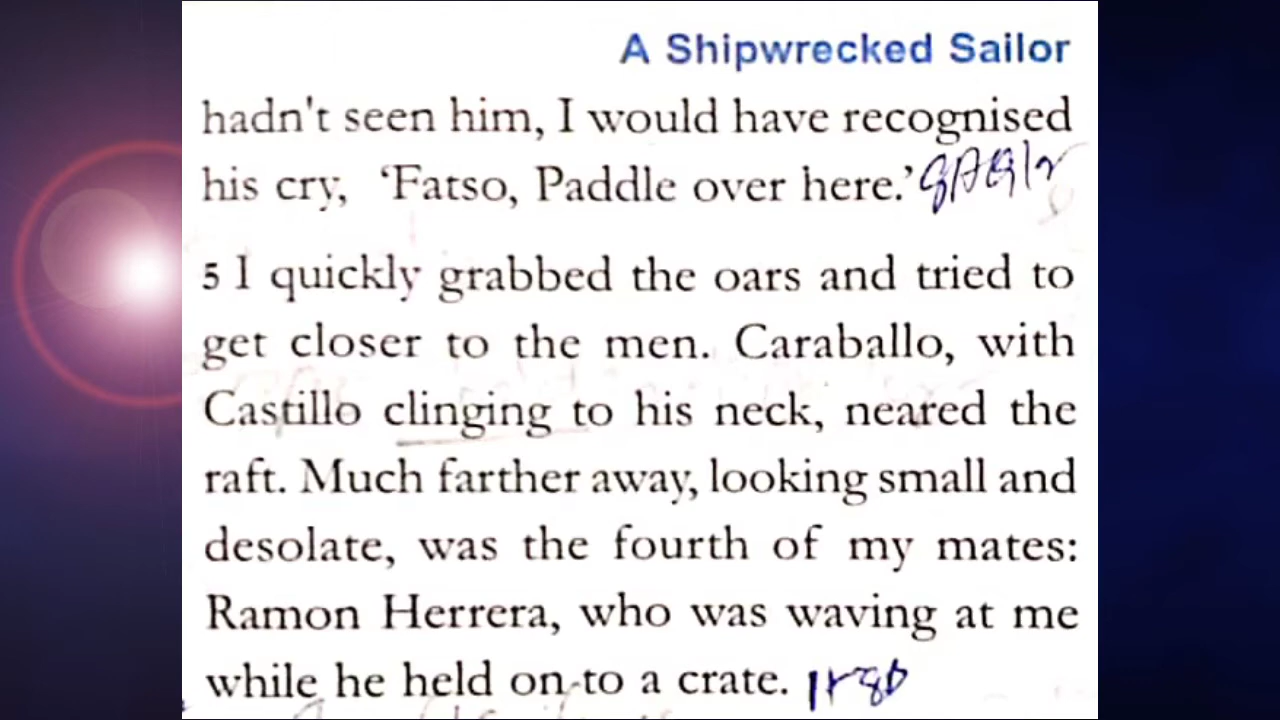 A Shipwrecked Sailor
hadn't seen him, I would have recognised
his cry, ‘Fatso, Paddle over here.’
5 I quickly grabbed the oars and tried to
get closer to the men. Caraballo, with
Castillo clinging to his neck, neared the
raft. Much farther away, looking small and
desolate, was the fourth of my mates:
Ramon Herrera, who was waving at me
while he held on to a crate.